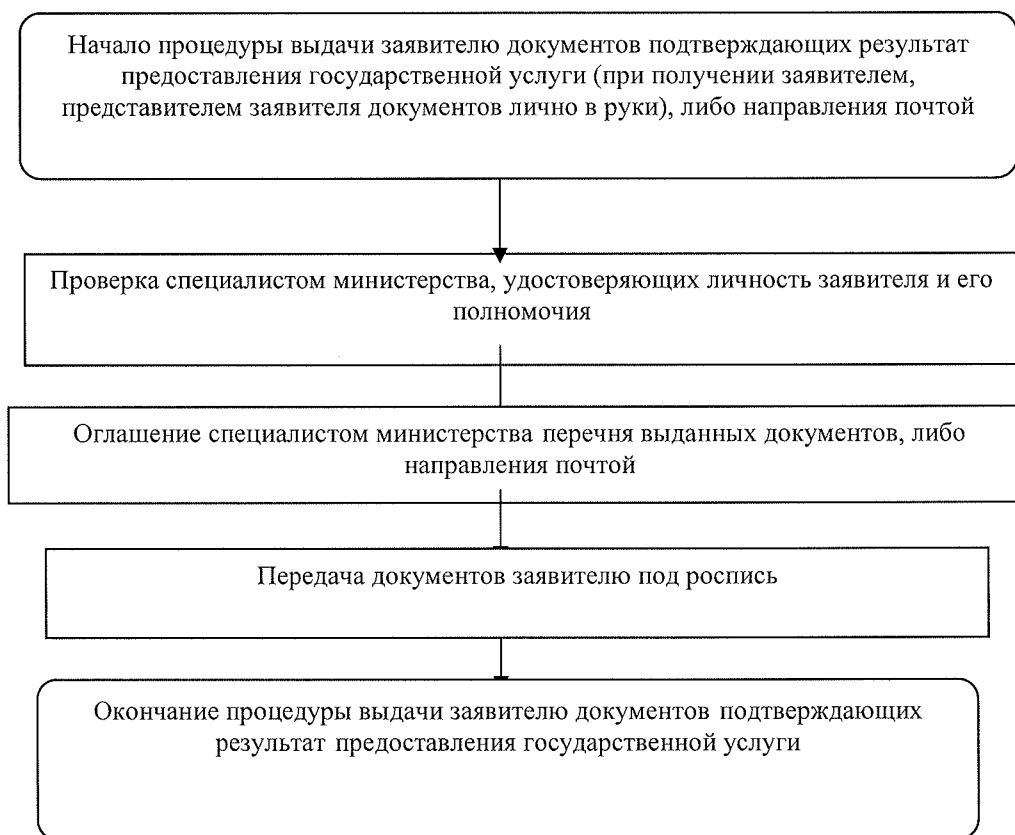 Начало процедуры выдачи заявителю документов подтверждающих результат
предоставления государственной услуги (при получении заявителем,
представителем заявителя документов лично в руки), либо направления почтой
Проверка специалистом министерства, удостоверяющих личность заявителя и его
полномочия
Оглашение специалистом министерства перечня выданных документов, либо
направления почтой
Передача документов заявителю под роспись
Окончание процедуры выдачи заявителю документов подтверждающих
результат предоставления государственной услуги